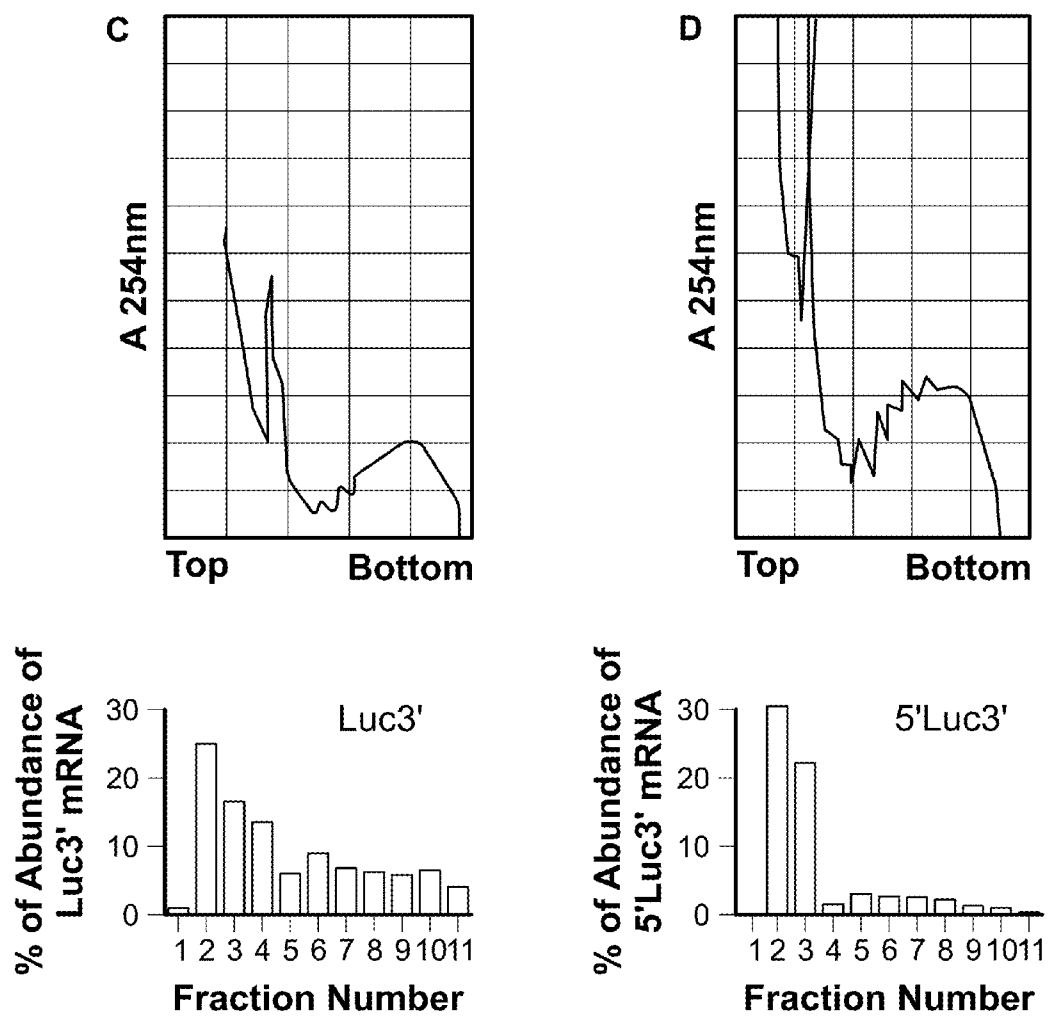 C
A 254nm
Top Bottom
D
A 254nm
Top Bottom
% of Abundance of
Luc3' mRNA
30
20
10
0
Luc3'
1 2 3 4 5 6 7 8 9 10 11
Fraction Number
% of Abundance of
5'Luc3' mRNA
30
20
10
0
5'Luc3'
1 2 3 4 5 6 7 8 9 10 11
Fraction Number